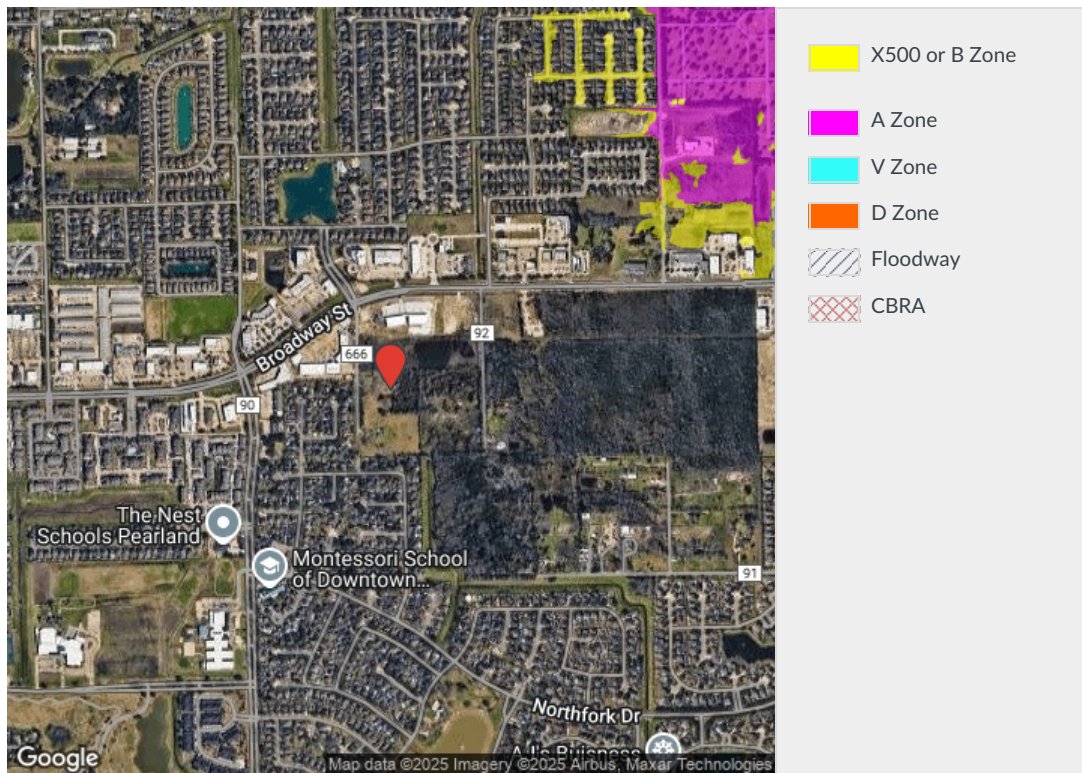 X500 or B Zone
A Zone
V Zone
D Zone
Floodway
CBRA
Broadway St
92
666
90
The Nest
Schools Pearland
Montessori School
of Downtown...
91
Northfork Dr
A J's Buisness
Google
Map data ©2025 Imagery ©2025 Airbus, Maxar Technologies